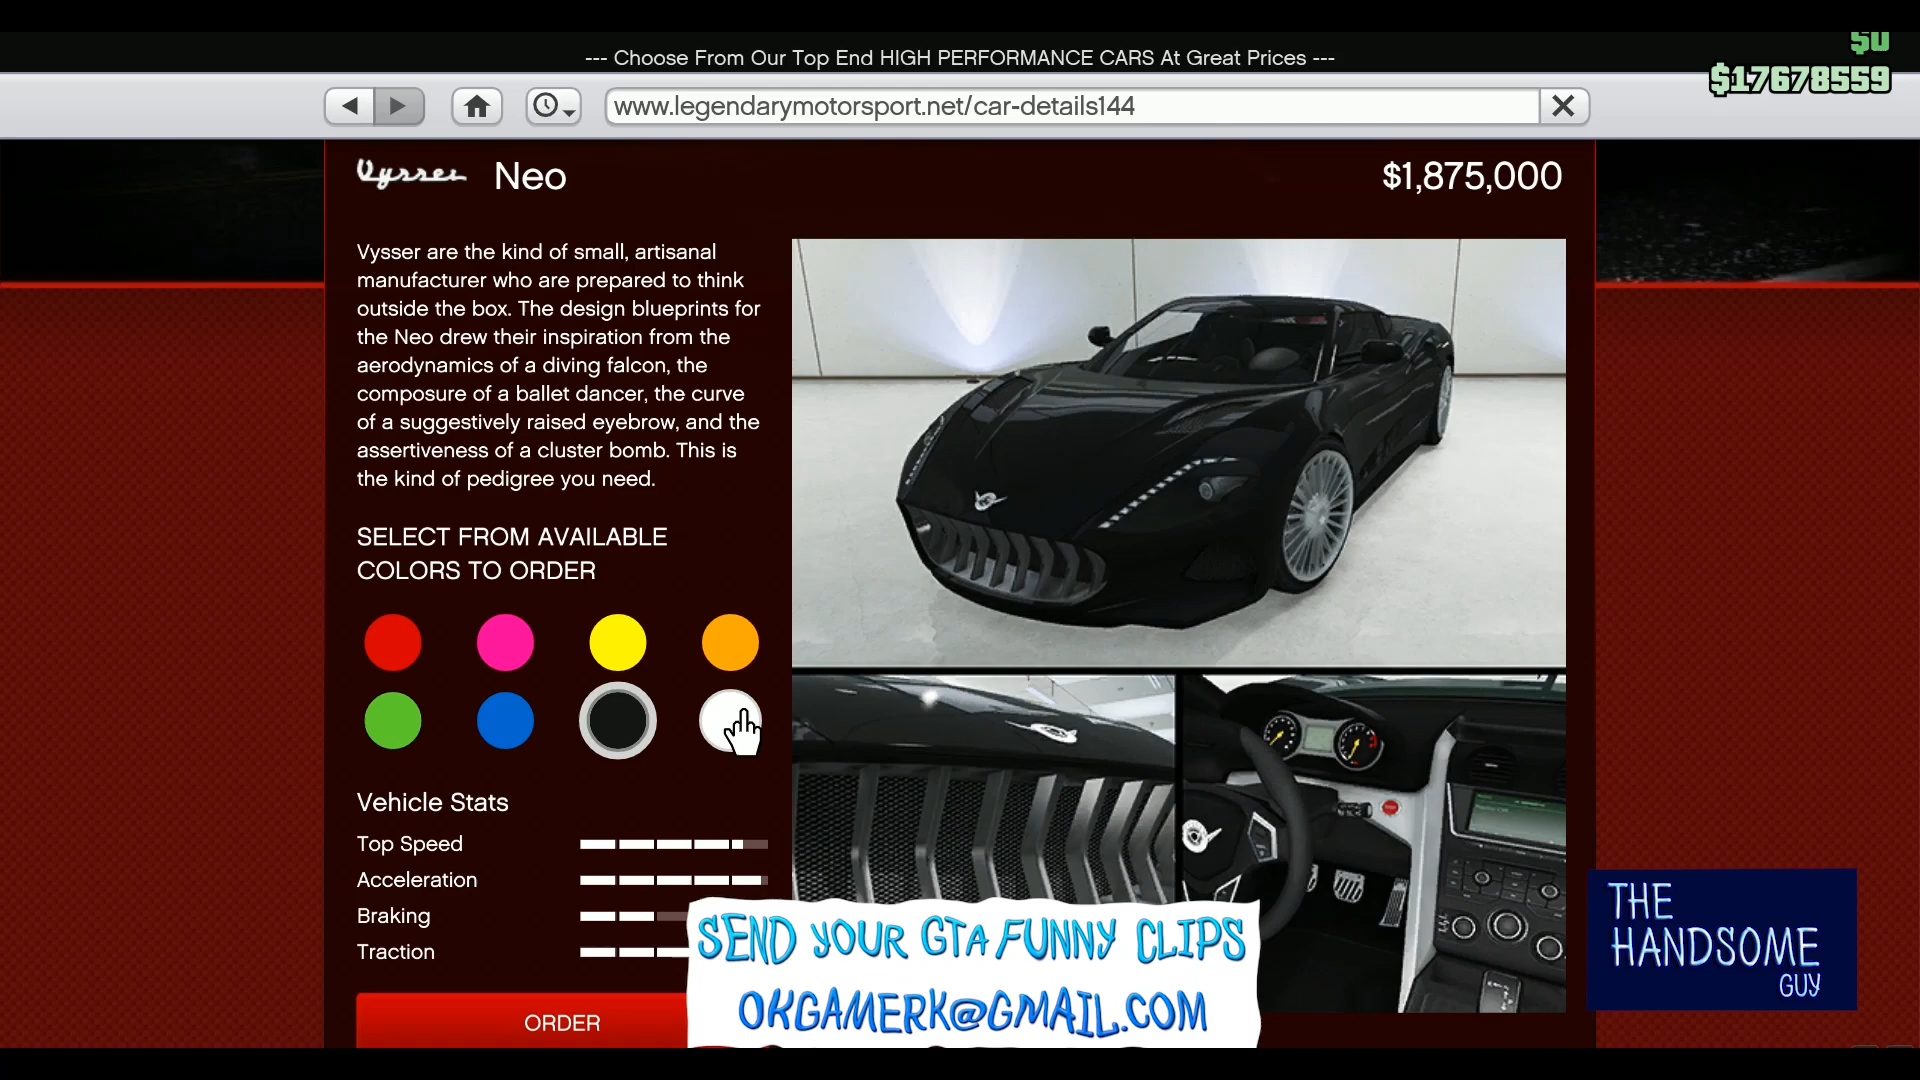 $0
--- Choose From Our Top End HIGH PERFORMANCE CARS At Great Prices ---
$17678559
www.legendarymotorsport.net/car-details144
Vysser Neo
$1,875,000
Vysser are the kind of small, artisanal
manufacturer who are prepared to think
outside the box. The design blueprints for
the Neo drew their inspiration from the
aerodynamics of a diving falcon, the
composure of a ballet dancer, the curve
of a suggestively raised eyebrow, and the
assertiveness of a cluster bomb. This is
the kind of pedigree you need.
SELECT FROM AVAILABLE
COLORS TO ORDER
Vehicle Stats
Top Speed
Acceleration
Braking
Traction
ORDER
SEND YOUR GTA FUNNY CLIPS
OKGAMERK@GMAIL.COM
THE
HANDSOME
GUY